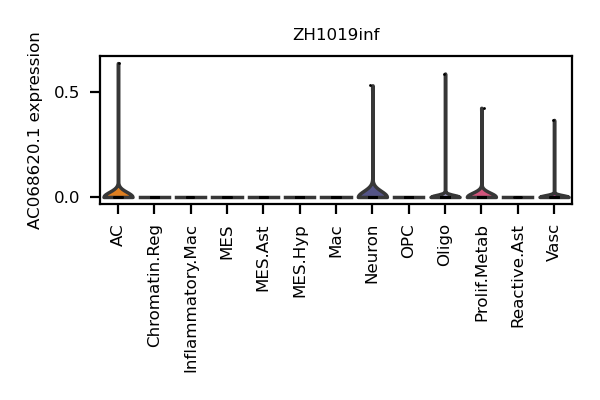 ZH1019inf
AC068620.1 expression
0.5
0.0
AC
Chromatin.Reg
Inflammatory.Mac
MES
MES.Ast
MES.Hyp
Mac
Neuron
OPC
Oligo
Prolif.Metab
Reactive.Ast
Vasc